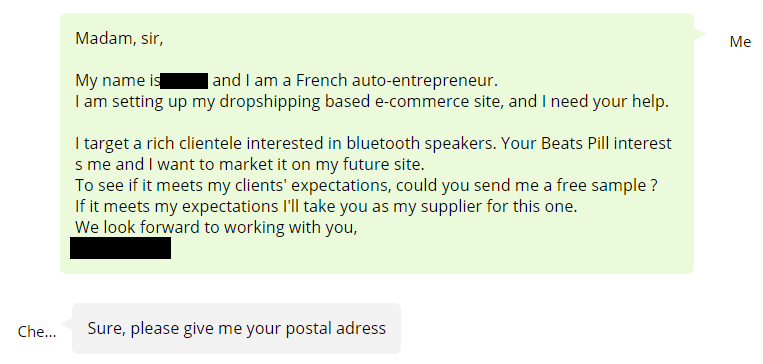 Madam, sir,
Me
My name is and I am a French auto-entrepreneur.
I am setting up my dropshipping based e-commerce site, and I need your help.
I target a rich clientele interested in bluetooth speakers. Your Beats Pill interest
s me and I want to market it on my future site.
To see if it meets my clients' expectations, could you send me a free sample ?
If it meets my expectations I'll take you as my supplier for this one.
We look forward to working with you,
Che...
Sure, please give me your postal adress